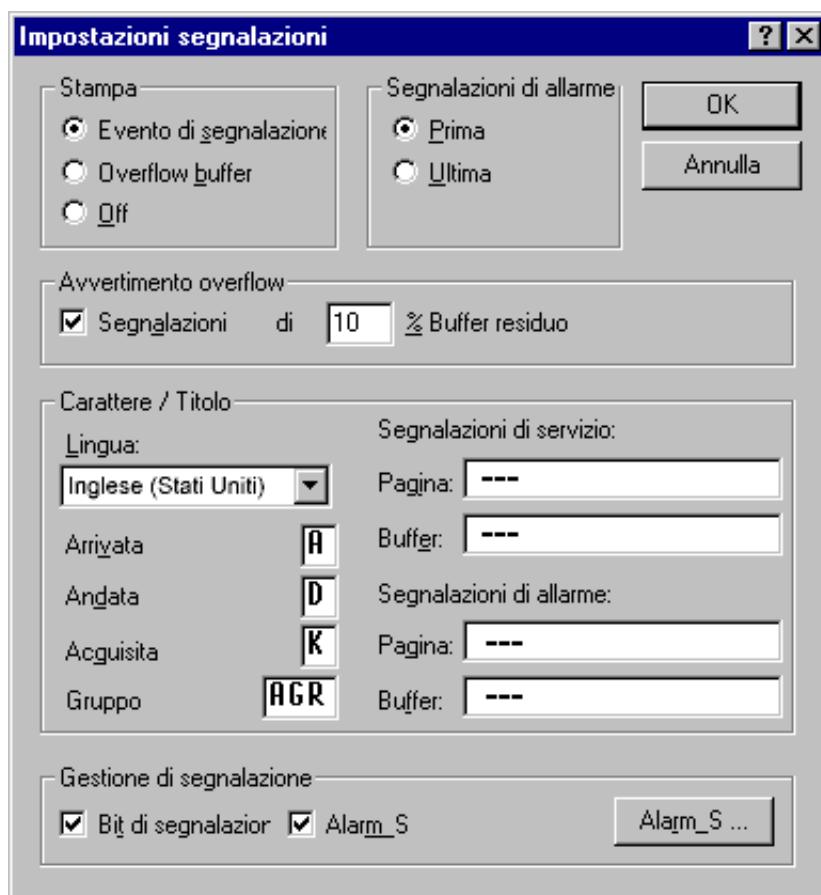 Impostazioni segnalazioni
Stampa
Evento di segnalazione
Overflow buffer
Off
Segnalazioni di allarme
Prima
Ultima
OK
Annulla
Avvertimento overflow
Segnalazioni di 10 % Buffer residuo
Carattere / Titolo
Lingua:
Inglese (Stati Uniti)
Arrivata A
Andata D
Acquisita K
Gruppo AGR
Segnalazioni di servizio:
Pagina: ---
Buffer: ---
Segnalazioni di allarme:
Pagina: ---
Buffer: ---
Gestione di segnalazione
Bit di segnalazior Alarm_S
Alarm_S ...